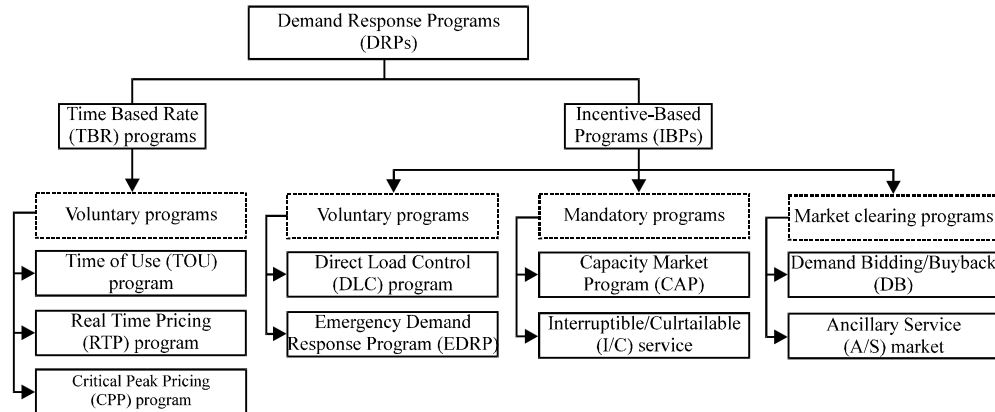 Demand Response Programs
(DRPs)
Time Based Rate
(TBR) programs
Incentive-Based
Programs (IBPs)
Voluntary programs
Time of Use (TOU)
program
Real Time Pricing
(RTP) program
Critical Peak Pricing
(CPP) program
Voluntary programs
Direct Load Control
(DLC) program
Emergency Demand
Response Program (EDRP)
Mandatory programs
Capacity Market
Program (CAP)
Interruptible/Culrtailable
(I/C) service
Market clearing programs
Demand Bidding/Buyback
(DB)
Ancillary Service
(A/S) market